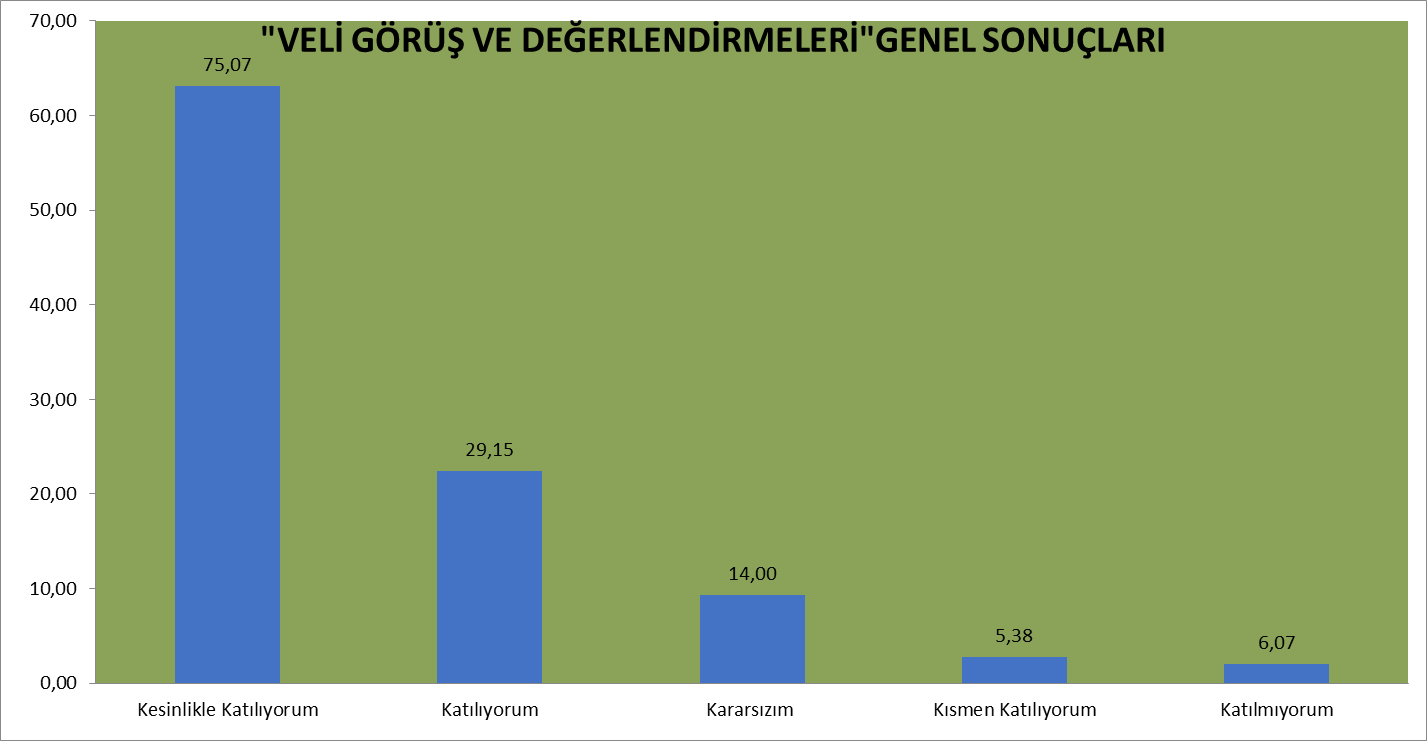 "VELİ GÖRÜŞ VE DEĞERLENDİRMELERİ"GENEL SONUÇLARI
70,00
60,00
50,00
40,00
30,00
20,00
10,00
0,00
75,07
29,15
14,00
5,38
6,07
Kesinlikle Katılıyorum
Katılıyorum
Kararsızım
Kısmen Katılıyorum
Katılmıyorum